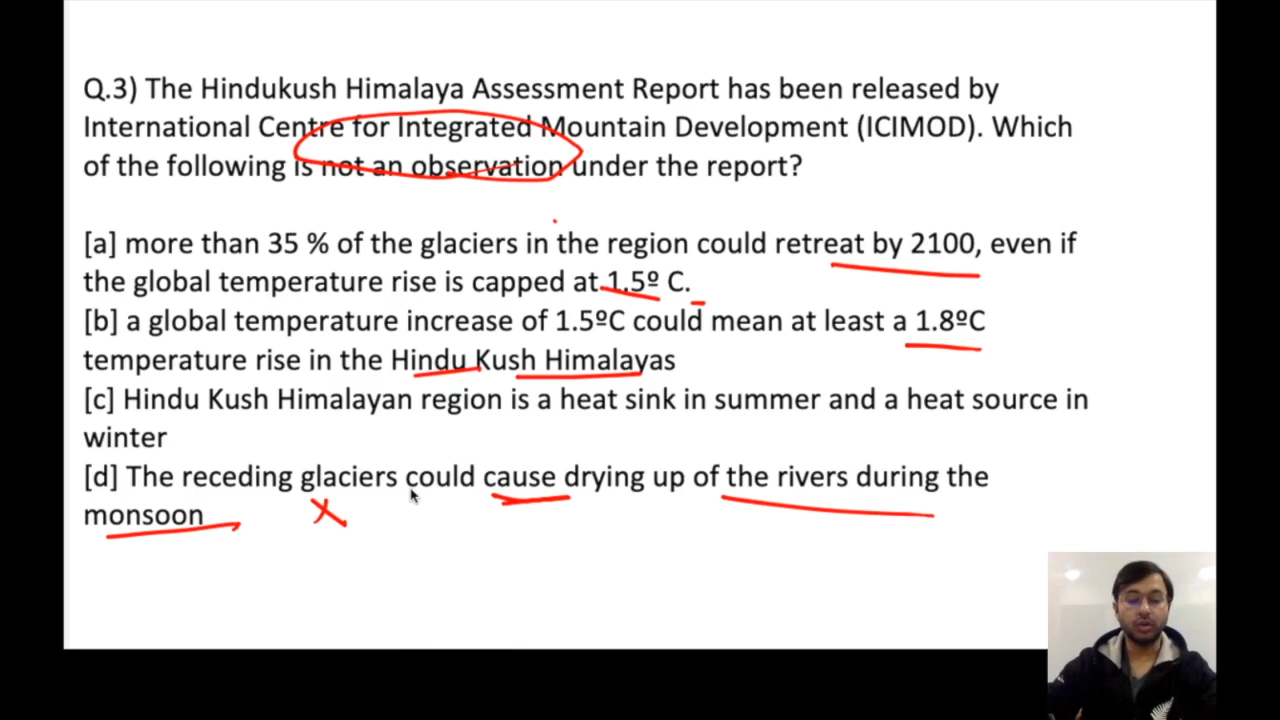 Q.3) The Hindukush Himalaya Assessment Report has been released by
International Centre for Integrated Mountain Development (ICIMOD). Which
of the following is not an observation under the report?
[a] more than 35 % of the glaciers in the region could retreat by 2100, even if
the global temperature rise is capped at 1.5º C.
[b] a global temperature increase of 1.5ºC could mean at least a 1.8ºC
temperature rise in the Hindu Kush Himalayas
[c] Hindu Kush Himalayan region is a heat sink in summer and a heat source in
winter
[d] The receding glaciers could cause drying up of the rivers during the
monsoon